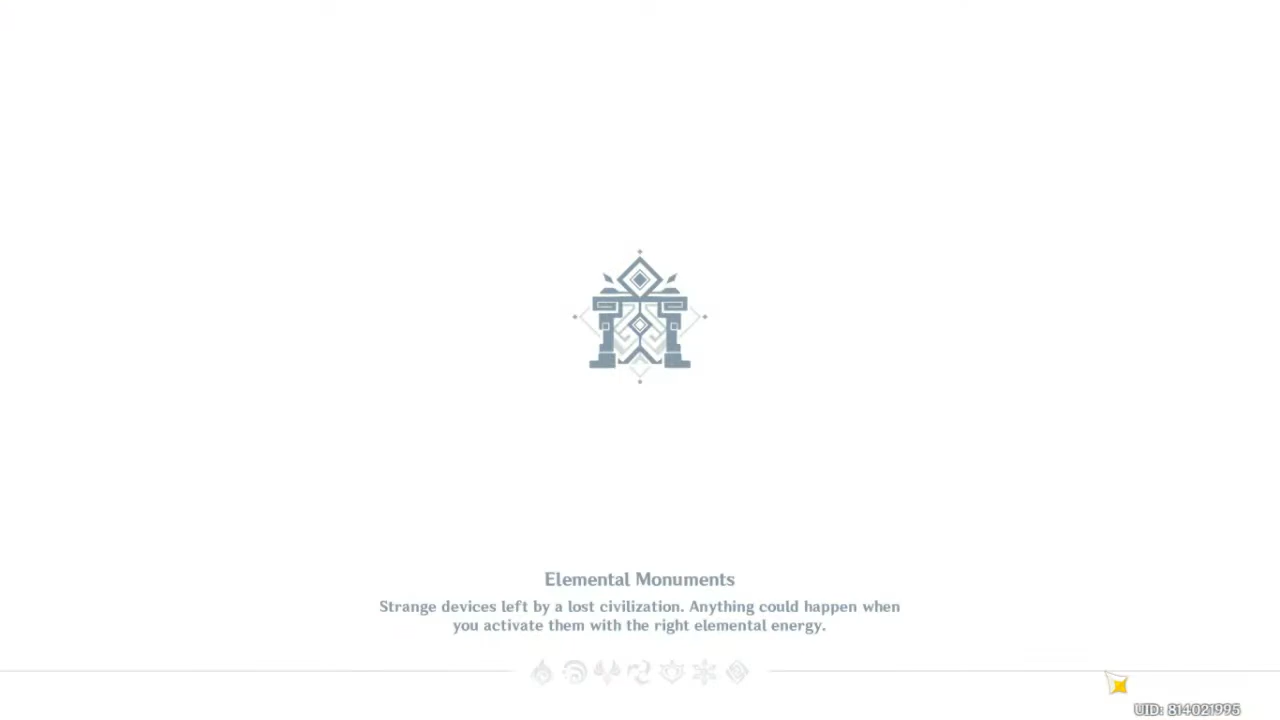 Elemental Monuments
Strange devices left by a lost civilization. Anything could happen when
you activate them with the right elemental energy.
UID: 814021995